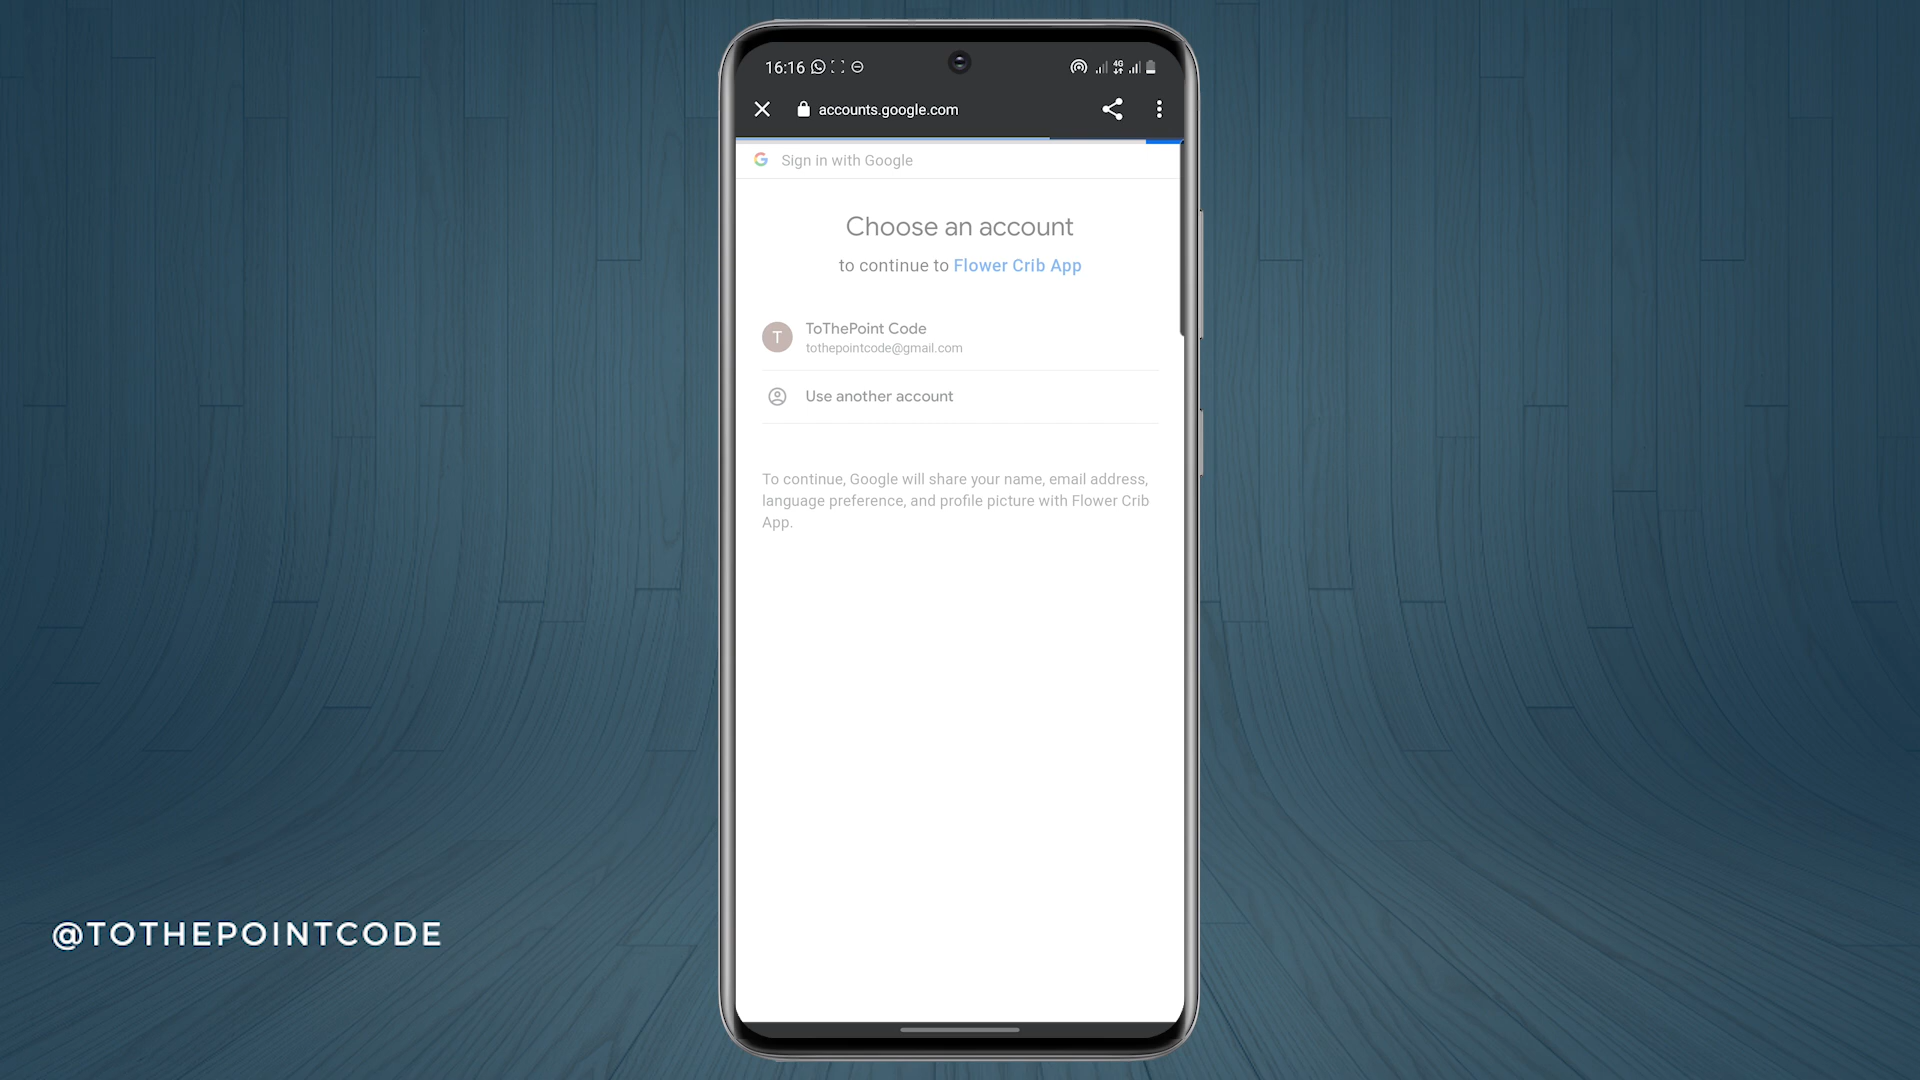 16:16
4G
accounts.google.com
Sign in with Google
Choose an account
to continue to Flower Crib App
T
ToThePoint Code
tothepointcode@gmail.com
Use another account
To continue, Google will share your name, email address,
language preference, and profile picture with Flower Crib
App.
@TOTHEPOINTCODE